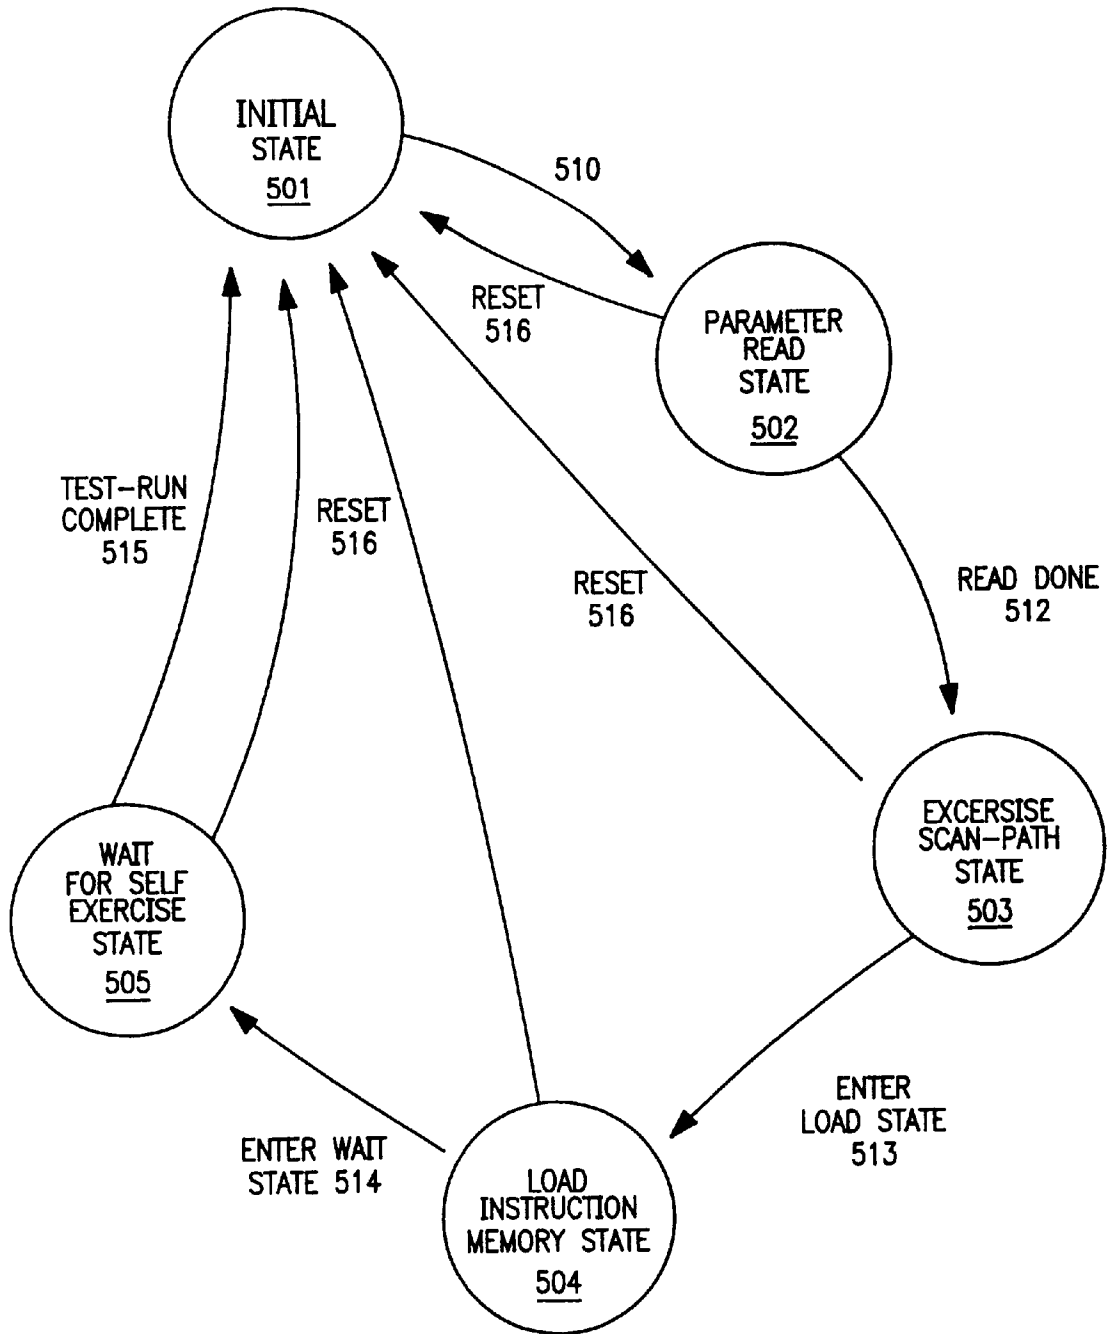 INITIAL
STATE
501
510
RESET
516
PARAMETER
READ
STATE
502
TEST-RUN
COMPLETE
515
RESET
516
RESET
516
READ DONE
512
EXCERSISE
SCAN-PATH
STATE
503
WAIT
FOR SELF
EXERCISE
STATE
505
ENTER
LOAD STATE
513
ENTER WAIT
STATE 514
LOAD
INSTRUCTION
MEMORY STATE
504